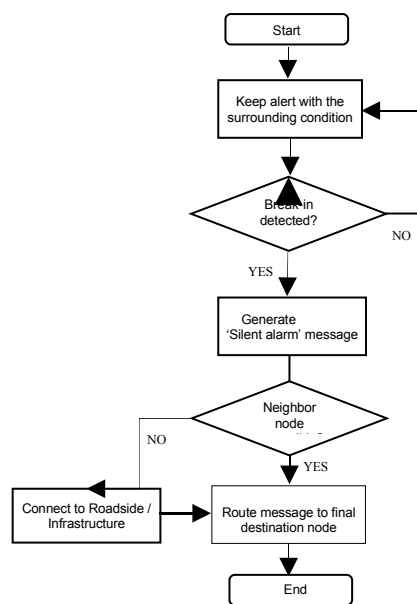 Start
Keep alert with the
surrounding condition
Break-in
detected?
NO
YES
Generate
‘Silent alarm’ message
Neighbor
node
NO
YES
Connect to Roadside /
Infrastructure
Route message to final
destination node
End